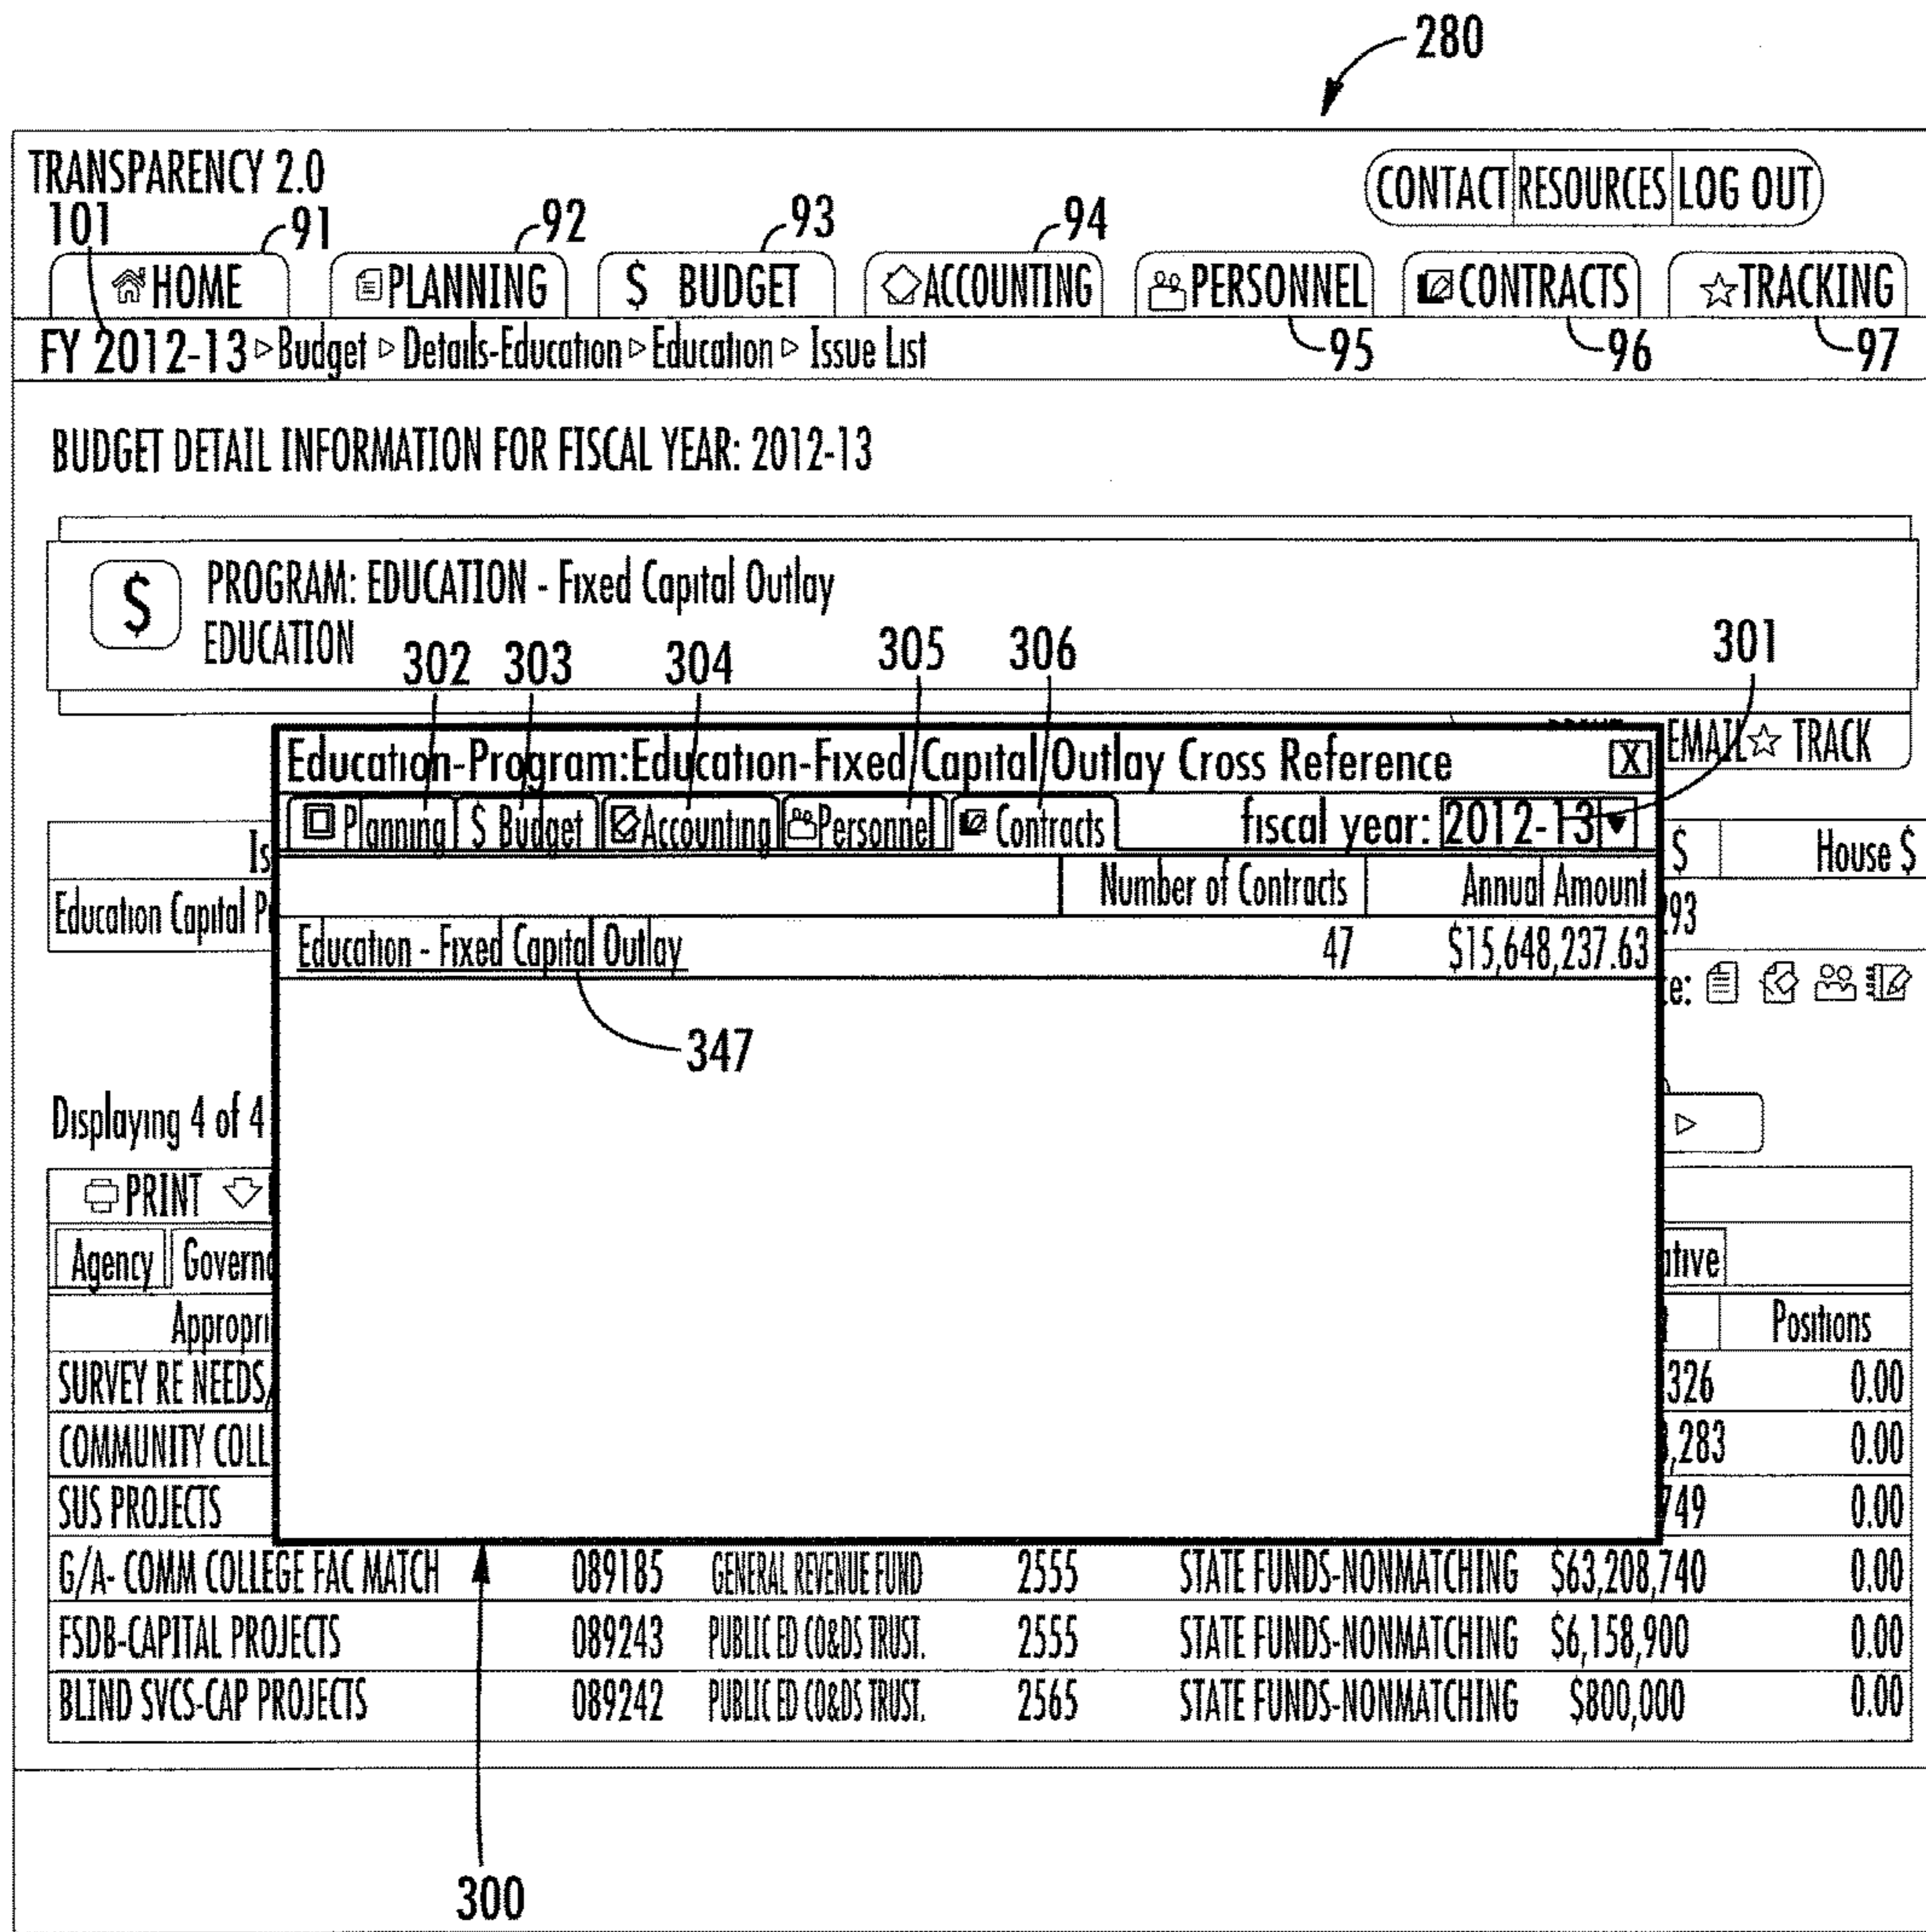 280
TRANSPARENCY 2.0
CONTACT RESOURCES LOG OUT
101 91 92 93 94
HOME PLANNING $ BUDGET ACCOUNTING PERSONNEL CONTRACTS TRACKING
FY 2012-13 ▷ Budget ▷ Details-Education ▷ Education ▷ Issue List 95 96 97
BUDGET DETAIL INFORMATION FOR FISCAL YEAR: 2012-13
$ PROGRAM: EDUCATION - Fixed Capital Outlay
EDUCATION
302 303 304 305 306 301
EMAIL ☆ TRACK
Education-Program:Education-Fixed Capital Outlay Cross Reference X
Planning $ Budget Accounting Personnel Contracts fiscal year: 2012-13
Is $ House $
Number of Contracts Annual Amount
Education Capital P 293
Education - Fixed Capital Outlay 47 $15,648,237.63
e:
347
Displaying 4 of 4 ▷
PRINT
Agency Governo ative
Appropri Positions
SURVEY RE NEEDS, 326 0.00
COMMUNITY COLL ,283 0.00
SUS PROJECTS 749 0.00
G/A- COMM COLLEGE FAC MATCH 089185 GENERAL REVENUE FUND 2555 STATE FUNDS-NONMATCHING $63,208,740 0.00
FSDB-CAPITAL PROJECTS 089243 PUBLIC ED CO&DS TRUST. 2555 STATE FUNDS-NONMATCHING $6,158,900 0.00
BLIND SVCS-CAP PROJECTS 089242 PUBLIC ED CO&DS TRUST. 2565 STATE FUNDS-NONMATCHING $800,000 0.00
300